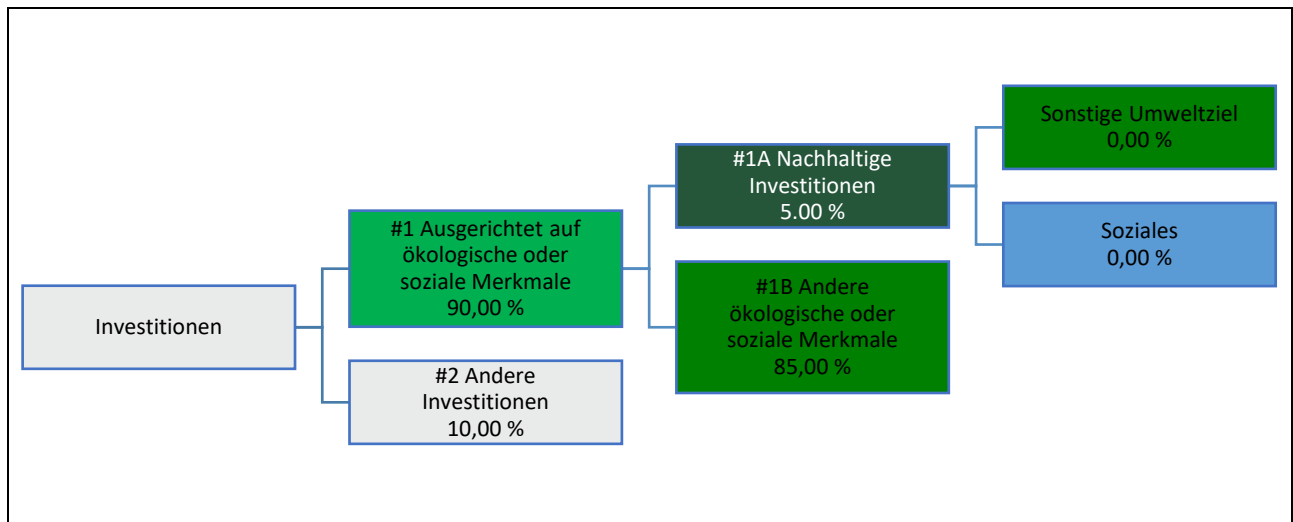 Investitionen
#1 Ausgerichtet auf
ökologische oder
soziale Merkmale
90,00 %
#2 Andere
Investitionen
10,00 %
#1A Nachhaltige
Investitionen
5.00 %
#1B Andere
ökologische oder
soziale Merkmale
85,00 %
Sonstige Umweltziel
0,00 %
Soziales
0,00 %